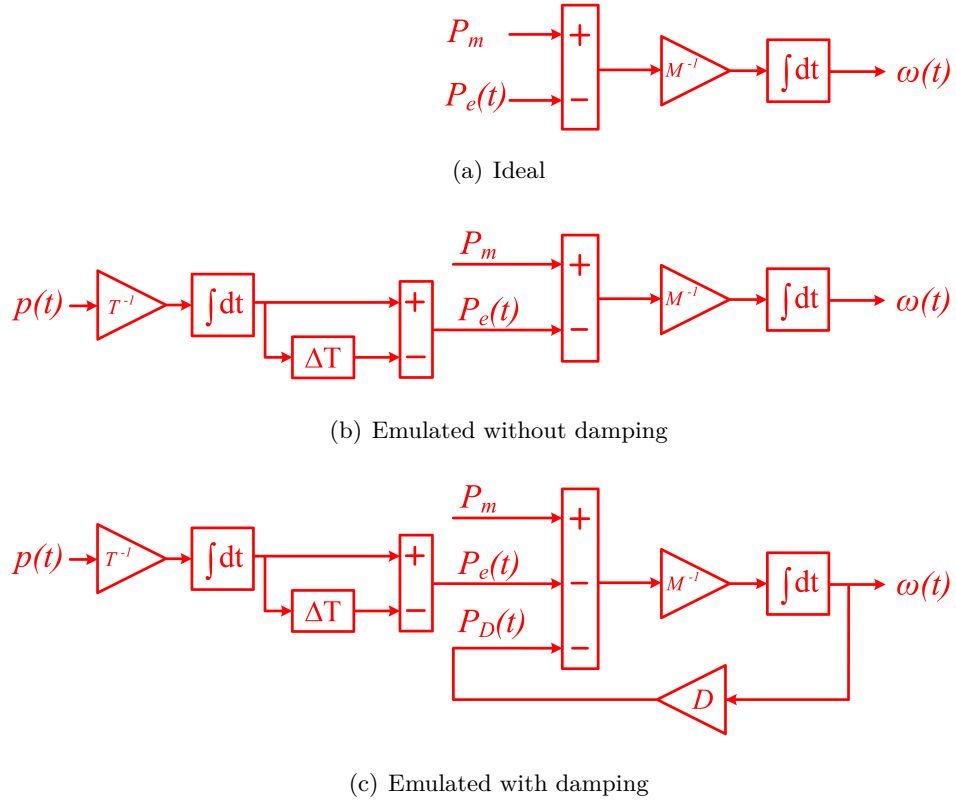 P_m
+
M⁻¹
∫dt
ω(t)
P_e(t)
−
(a) Ideal
P_m
+
p(t)
T⁻¹
∫dt
+
P_e(t)
−
M⁻¹
∫dt
ω(t)
ΔT
−
(b) Emulated without damping
P_m
+
p(t)
T⁻¹
∫dt
+
P_e(t)
−
M⁻¹
∫dt
ω(t)
ΔT
−
P_D(t)
−
D
(c) Emulated with damping